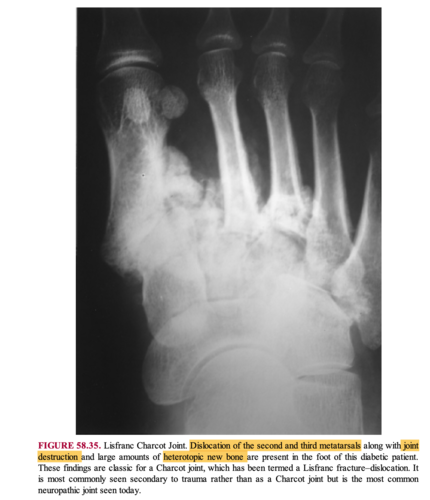 FIGURE 58.35. Lisfranc Charcot Joint. Dislocation of the second and third metatarsals along with joint
destruction and large amounts of heterotopic new bone are present in the foot of this diabetic patient.
These findings are classic for a Charcot joint, which has been termed a Lisfranc fracture–dislocation. It
is most commonly seen secondary to trauma rather than as a Charcot joint but is the most common
neuropathic joint seen today.